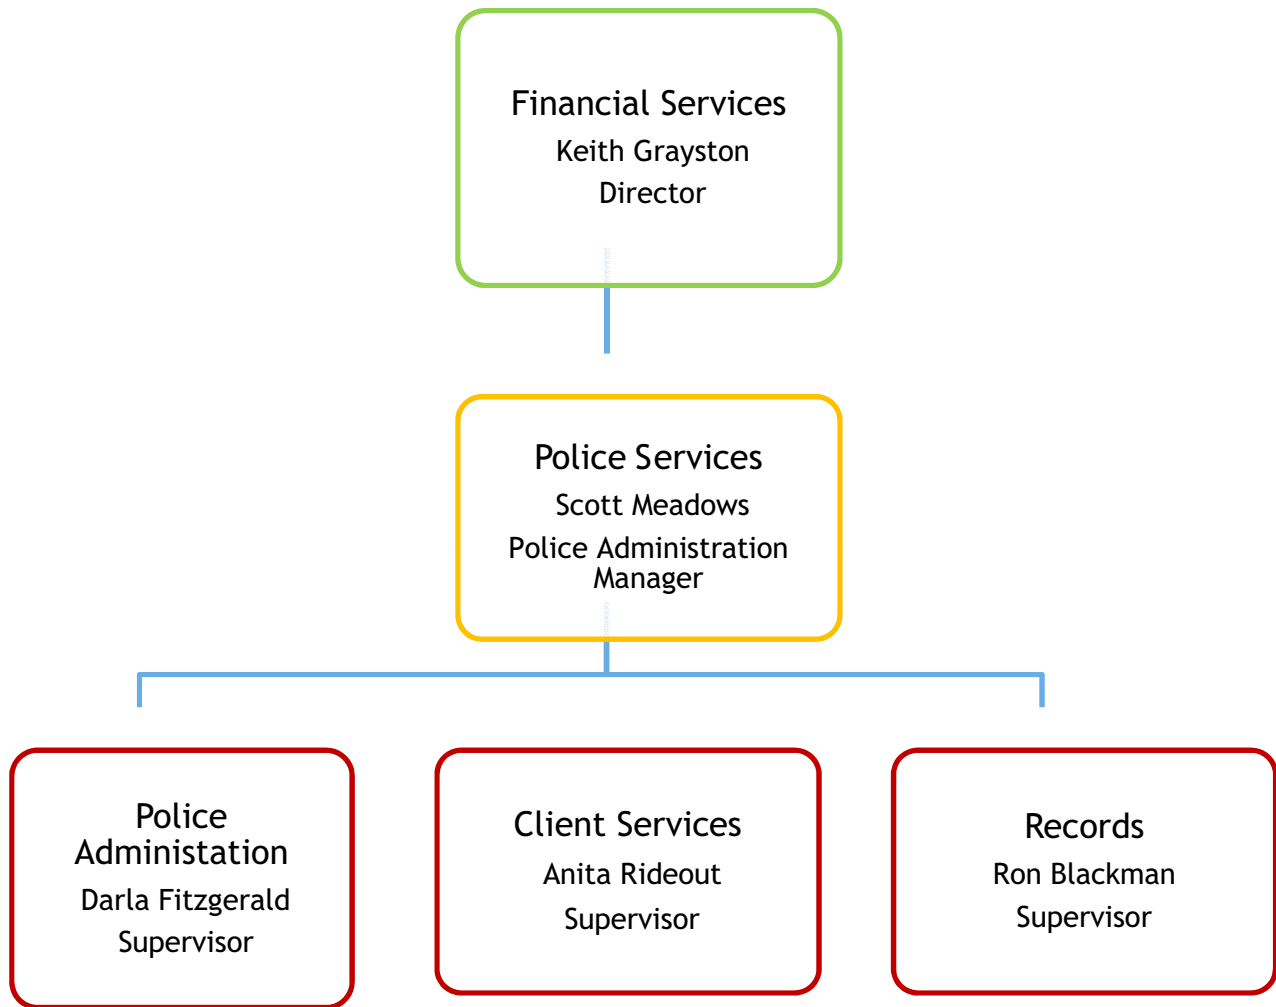 Financial Services
Keith Grayston
Director
Police Services
Scott Meadows
Police Administration
Manager
Police
Administation
Darla Fitzgerald
Supervisor
Client Services
Anita Rideout
Supervisor
Records
Ron Blackman
Supervisor